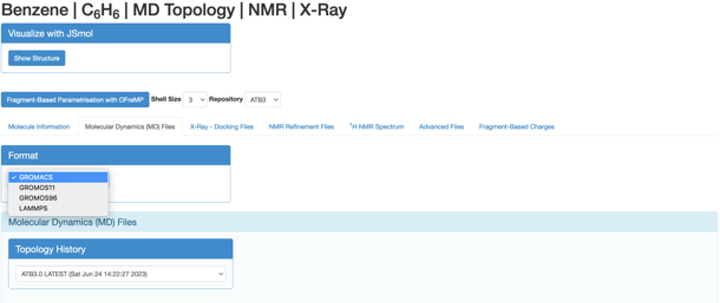 Benzene | C6H6 | MD Topology | NMR | X-Ray
Visualize with JSmol
Show Structure
Fragment-Based Parametrisation with OFraMP Shell Size 3 Repository ATB3
Molecule Information Molecular Dynamics (MD) Files X-Ray - Docking Files NMR Refinement Files 1H NMR Spectrum Advanced Files Fragment-Based Charges
Format
✓ GROMACS
GROMOS11
GROMOS96
LAMMPS
Molecular Dynamics (MD) Files
Topology History
ATB3.0 LATEST (Sat Jun 24 14:22:27 2023)